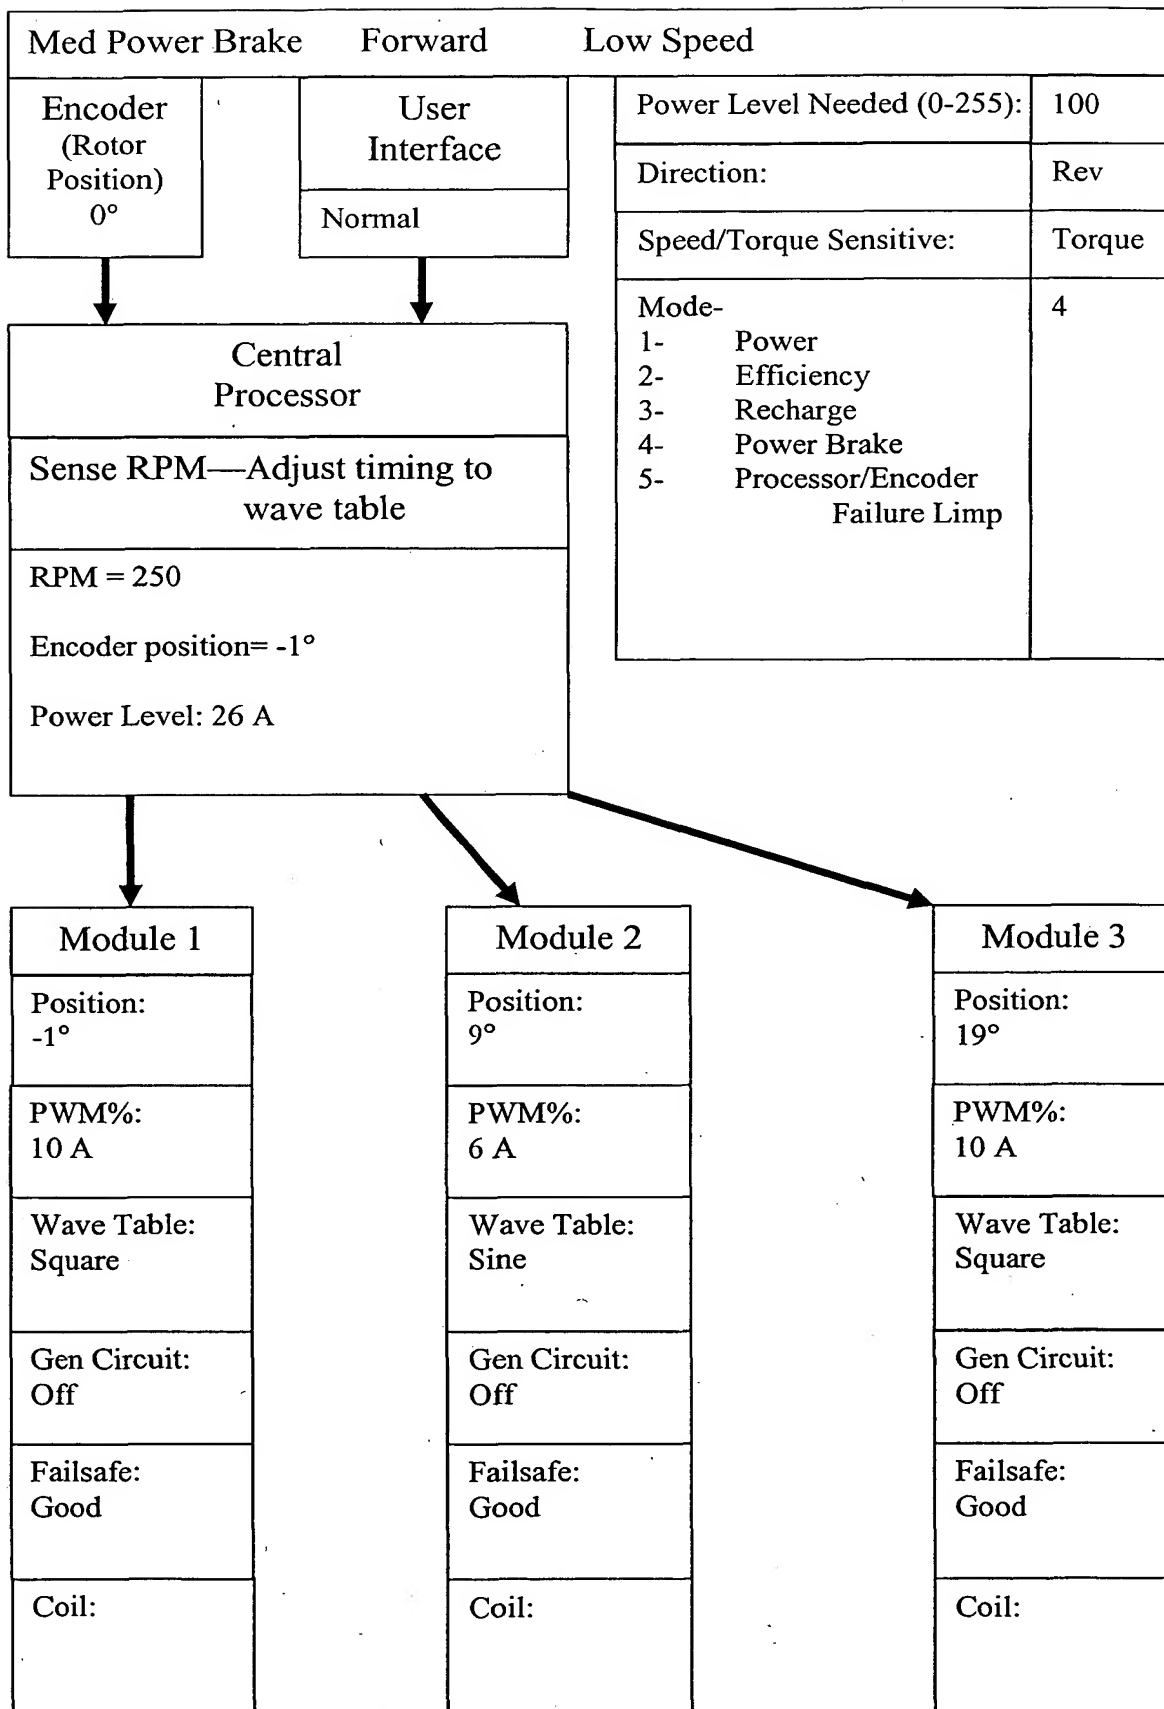 Med Power Brake Forward Low Speed
Encoder
(Rotor
Position)
0°
User
Interface
Normal
Power Level Needed (0-255): 100
Direction: Rev
Speed/Torque Sensitive: Torque
Mode- 4
1- Power
2- Efficiency
3- Recharge
4- Power Brake
5- Processor/Encoder
Failure Limp
Central
Processor
Sense RPM—Adjust timing to
wave table
RPM = 250
Encoder position= -1°
Power Level: 26 A
Module 1
Position:
-1°
PWM%:
10 A
Wave Table:
Square
Gen Circuit:
Off
Failsafe:
Good
Coil:
Module 2
Position:
9°
PWM%:
6 A
Wave Table:
Sine
Gen Circuit:
Off
Failsafe:
Good
Coil:
Module 3
Position:
19°
PWM%:
10 A
Wave Table:
Square
Gen Circuit:
Off
Failsafe:
Good
Coil: